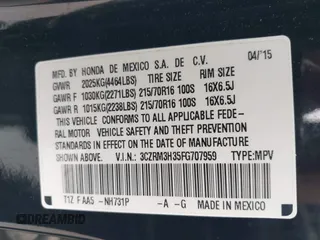 MFD. BY HONDA DE MEXICO S.A. DE C.V. 04/15
GVWR 2025KG(4464LBS) TIRE SIZE RIM SIZE
GAWR F 1030KG(2271LBS) 215/70R16 100S 16X6.5J
GAWR R 1015KG(2238LBS) 215/70R16 100S 16X6.5J
THIS VEHICLE CONFORMS TO ALL APPLICABLE FEDE-
RAL MOTOR VEHICLE SAFETY AND THEFT PREVENTION
STANDARDS IN EFFECT ON THE DATE OF MANUFACTURE
SHOWN ABOVE. V.I.N.: 3CZRM3H35FG707959 TYPE:MPV
T1Z F AA5 -NH731P -A -G MADE IN MEXICO
DREAMBID